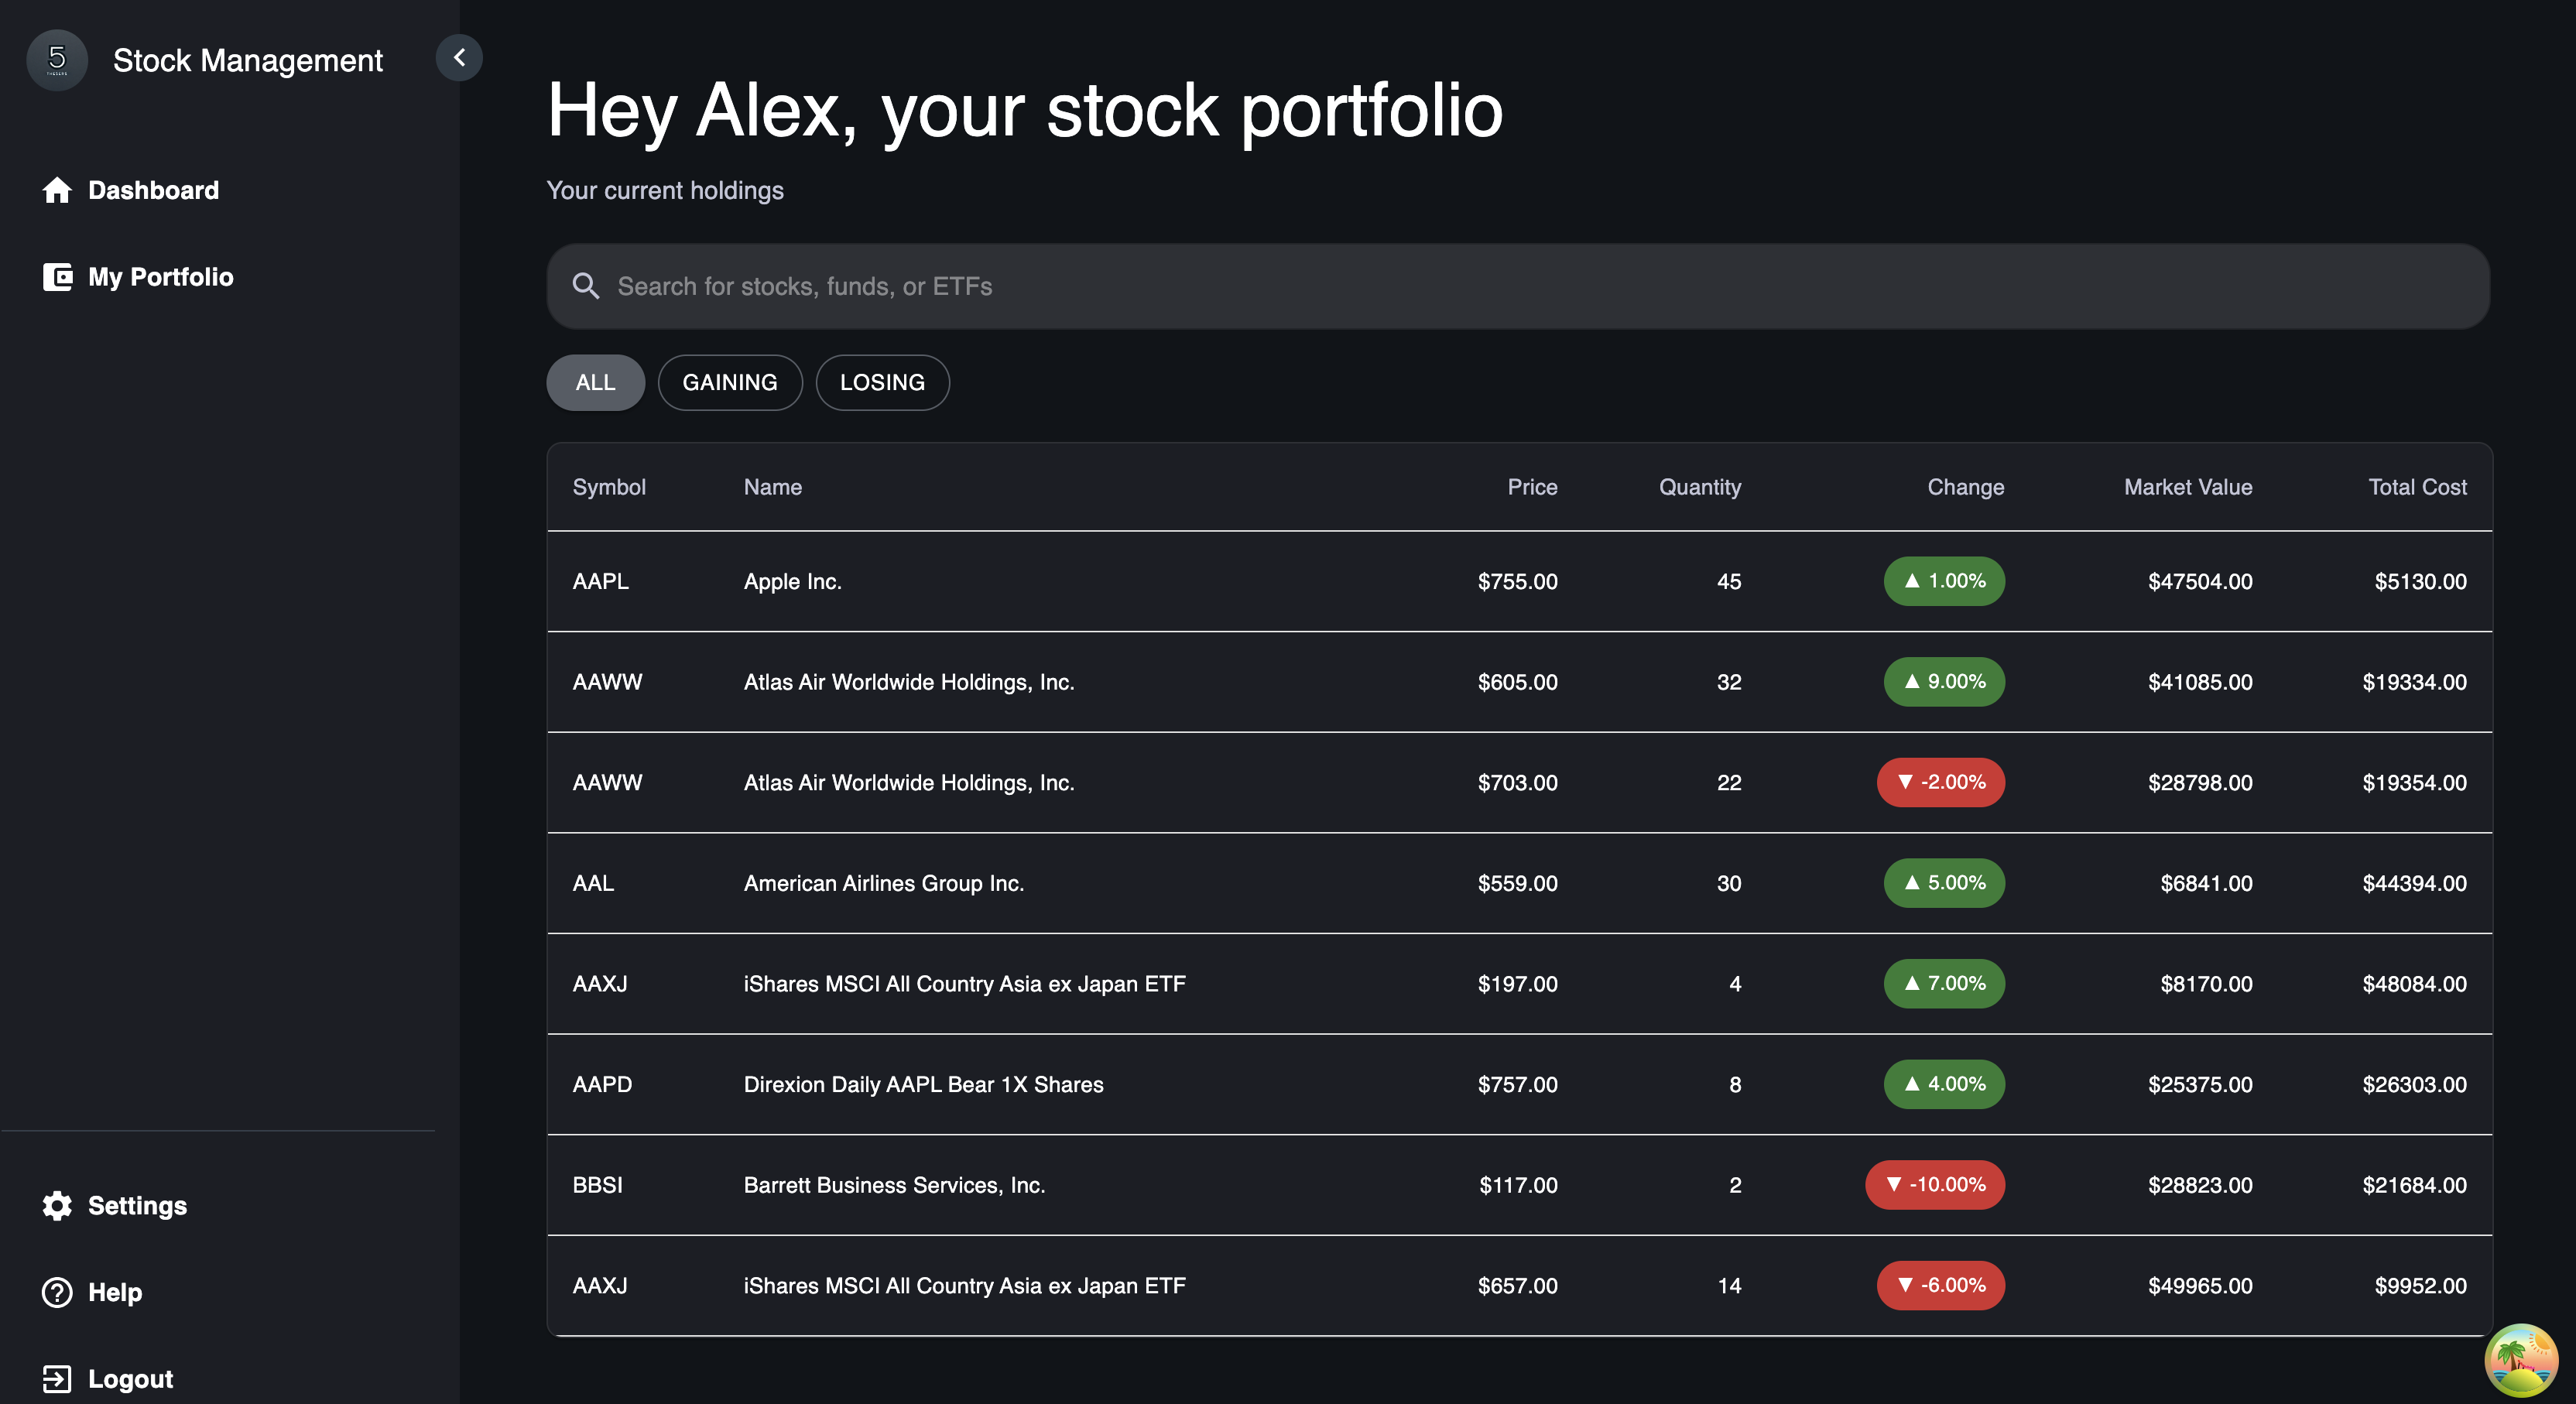 5
Stock Management
Dashboard
My Portfolio
Settings
Help
Logout
Hey Alex, your stock portfolio
Your current holdings
Search for stocks, funds, or ETFs
ALL GAINING LOSING
Symbol Name Price Quantity Change Market Value Total Cost
AAPL Apple Inc. $755.00 45 ▲ 1.00% $47504.00 $5130.00
AAWW Atlas Air Worldwide Holdings, Inc. $605.00 32 ▲ 9.00% $41085.00 $19334.00
AAWW Atlas Air Worldwide Holdings, Inc. $703.00 22 ▼ -2.00% $28798.00 $19354.00
AAL American Airlines Group Inc. $559.00 30 ▲ 5.00% $6841.00 $44394.00
AAXJ iShares MSCI All Country Asia ex Japan ETF $197.00 4 ▲ 7.00% $8170.00 $48084.00
AAPD Direxion Daily AAPL Bear 1X Shares $757.00 8 ▲ 4.00% $25375.00 $26303.00
BBSI Barrett Business Services, Inc. $117.00 2 ▼ -10.00% $28823.00 $21684.00
AAXJ iShares MSCI All Country Asia ex Japan ETF $657.00 14 ▼ -6.00% $49965.00 $9952.00